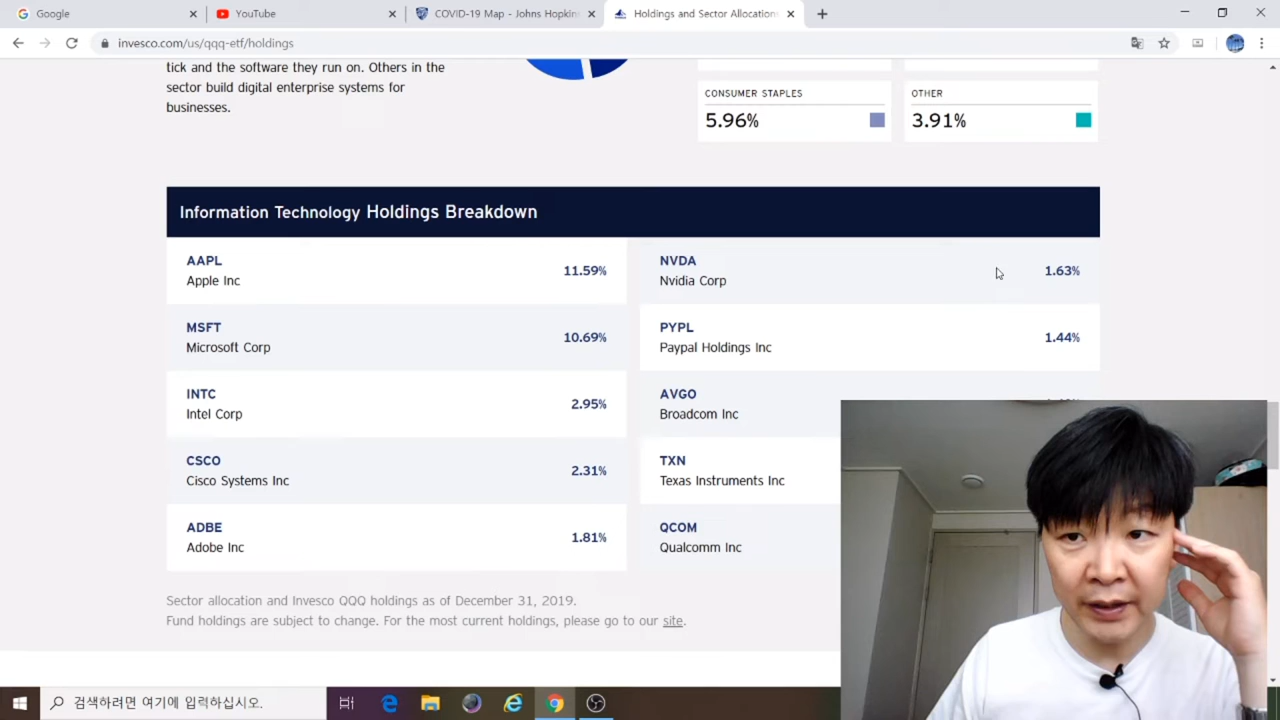 Google
YouTube
COVID-19 Map - Johns Hopkin
Holdings and Sector Allocations
invesco.com/us/qqq-etf/holdings
tick and the software they run on. Others in the
sector build digital enterprise systems for
businesses.
CONSUMER STAPLES
5.96%
OTHER
3.91%
Information Technology Holdings Breakdown
AAPL
Apple Inc
11.59%
NVDA
Nvidia Corp
1.63%
MSFT
Microsoft Corp
10.69%
PYPL
Paypal Holdings Inc
1.44%
INTC
Intel Corp
2.95%
AVGO
Broadcom Inc
CSCO
Cisco Systems Inc
2.31%
TXN
Texas Instruments Inc
ADBE
Adobe Inc
1.81%
QCOM
Qualcomm Inc
Sector allocation and Invesco QQQ holdings as of December 31, 2019.
Fund holdings are subject to change. For the most current holdings, please go to our site.
검색하려면 여기에 입력하십시오.